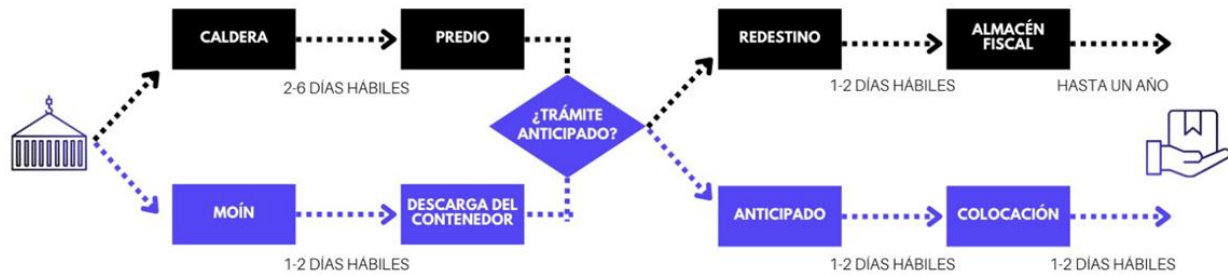 CALDERA
PREDIO
2-6 DÍAS HÁBILES
¿TRÁMITE
ANTICIPADO?
REDESTINO
ALMACÉN
FISCAL
1-2 DÍAS HÁBILES
HASTA UN AÑO
MOÍN
DESCARGA DEL
CONTENEDOR
1-2 DÍAS HÁBILES
ANTICIPADO
COLOCACIÓN
1-2 DÍAS HÁBILES
1-2 DÍAS HÁBILES